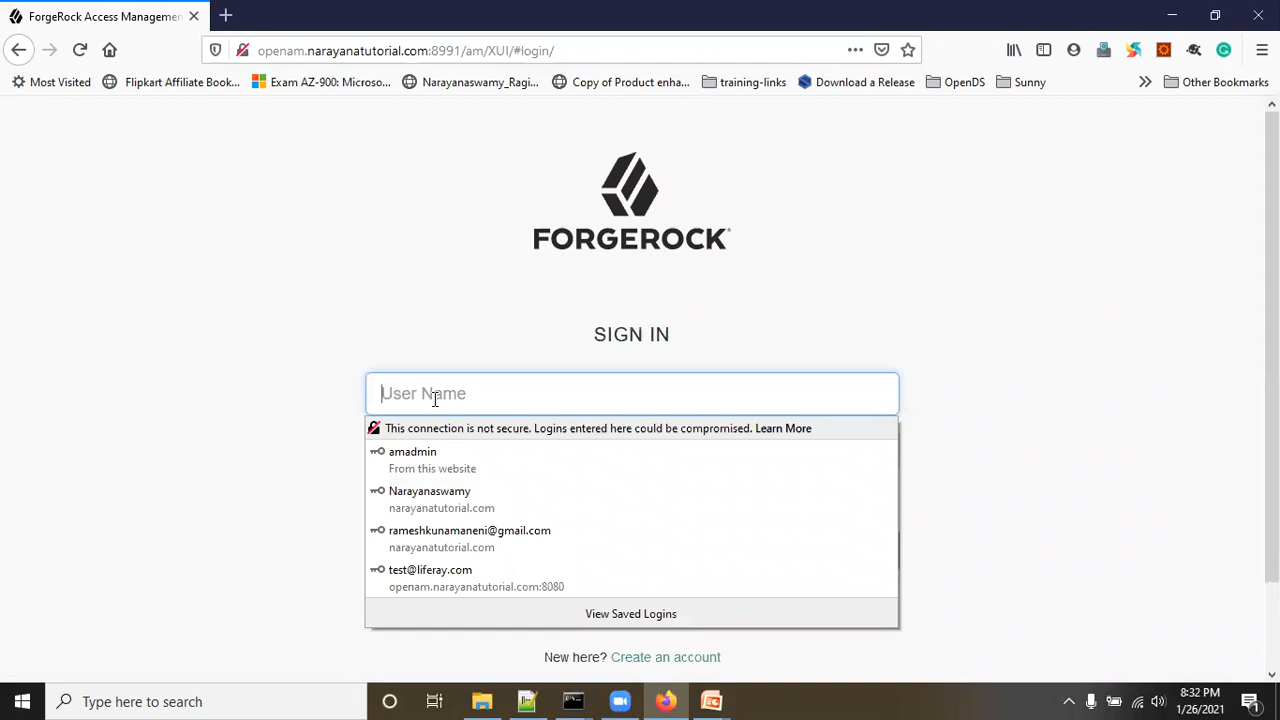 ForgeRock Access Managemen
openam.narayanatutorial.com:8991/am/XUI/#login/
Most Visited
Flipkart Affiliate Book...
Exam AZ-900: Microso...
Narayanaswamy_Ragi...
Copy of Product enha...
training-links
Download a Release
OpenDS
Sunny
Other Bookmarks
FORGEROCK
SIGN IN
User Name
This connection is not secure. Logins entered here could be compromised. Learn More
amadmin
From this website
Narayanaswamy
narayanatutorial.com
rameshkunamaneni@gmail.com
narayanatutorial.com
test@liferay.com
openam.narayanatutorial.com:8080
View Saved Logins
New here? Create an account
Type here to search
8:32 PM
1/26/2021
1